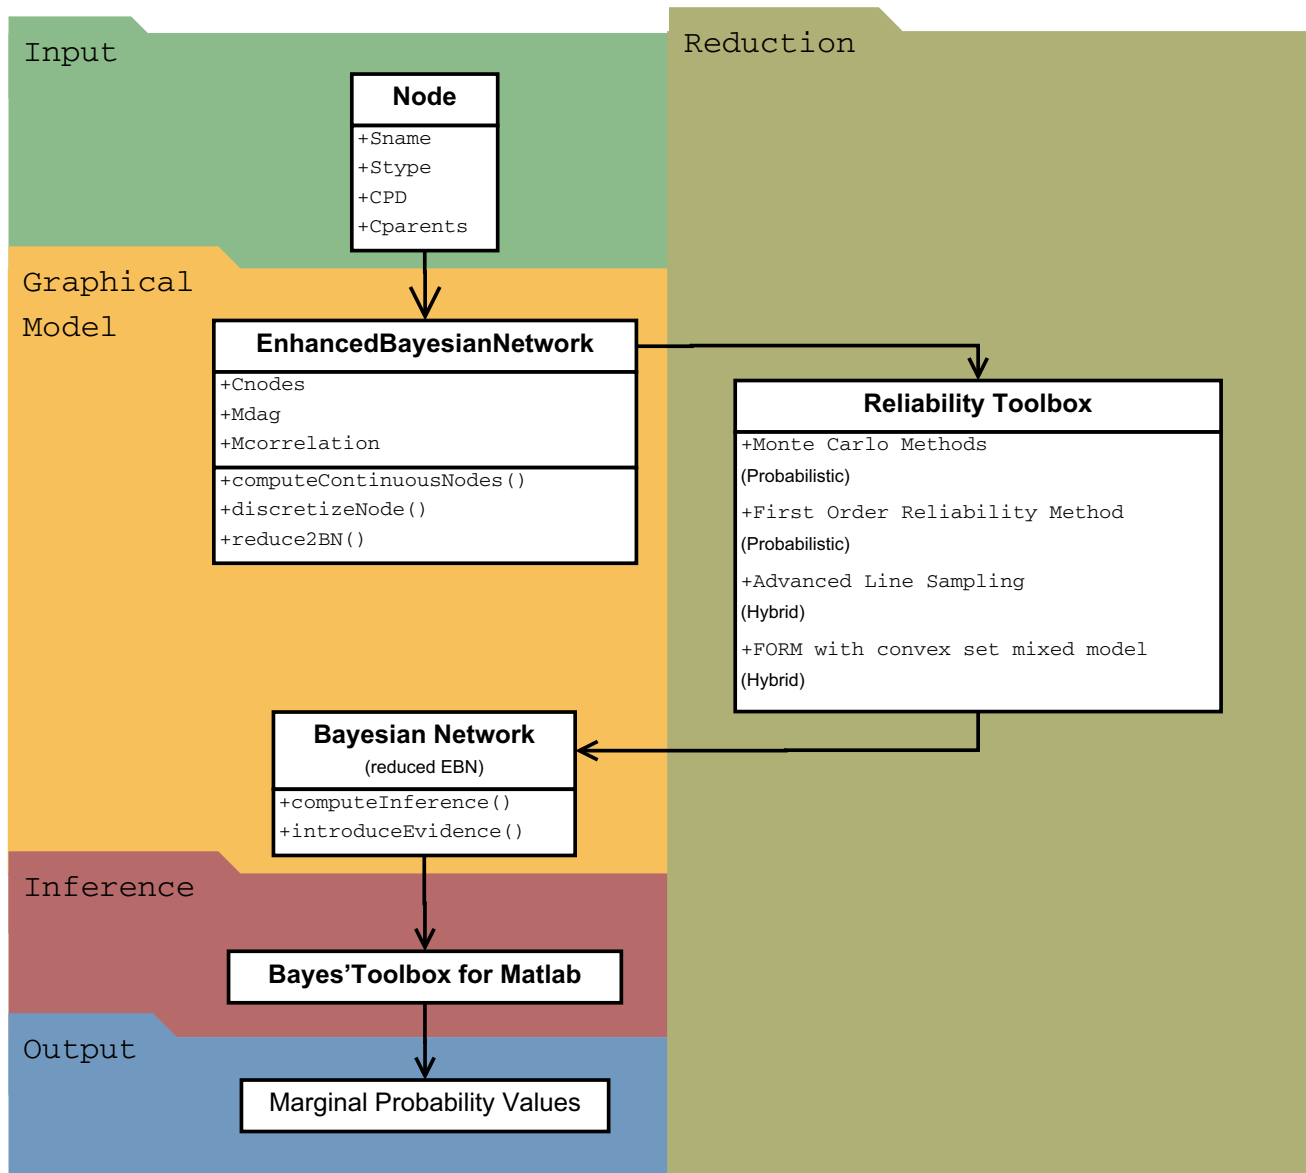 Input
Node
+Sname
+Stype
+CPD
+Cparents
Graphical
Model
EnhancedBayesianNetwork
+Cnodes
+Mdag
+Mcorrelation
+computeContinuousNodes()
+discretizeNode()
+reduce2BN()
Reduction
Reliability Toolbox
+Monte Carlo Methods
(Probabilistic)
+First Order Reliability Method
(Probabilistic)
+Advanced Line Sampling
(Hybrid)
+FORM with convex set mixed model
(Hybrid)
Bayesian Network
(reduced EBN)
+computeInference()
+introduceEvidence()
Inference
Bayes’Toolbox for Matlab
Output
Marginal Probability Values